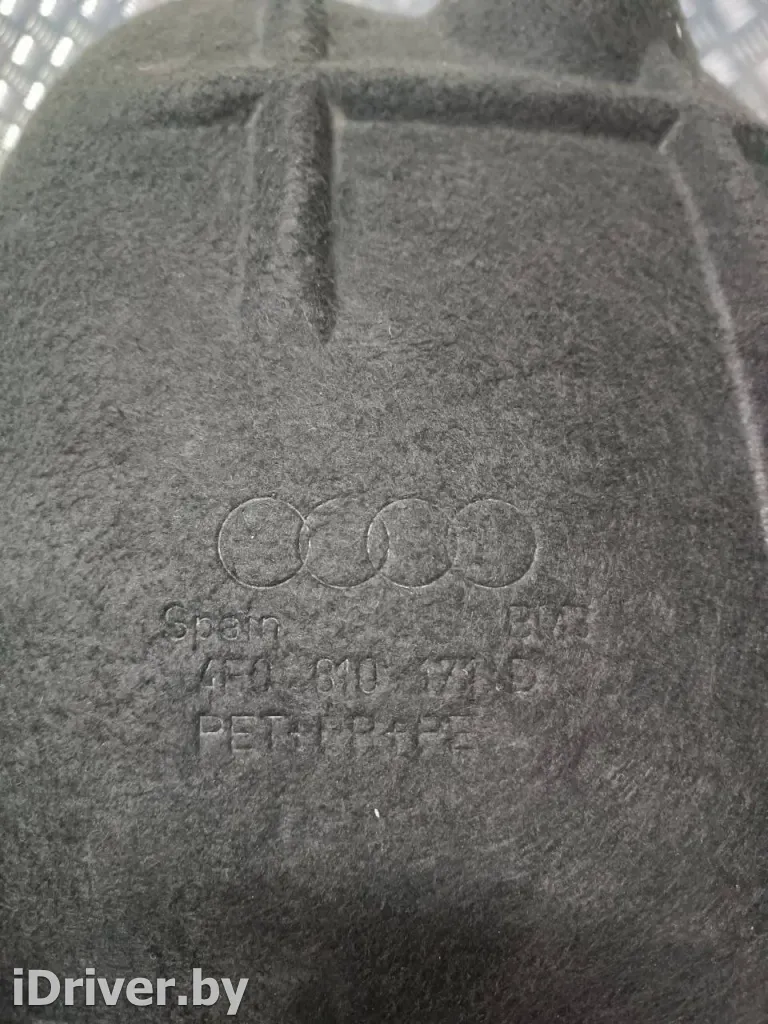 Spain
4F0 810 171 D
PET+PP+PE
iDriver.by